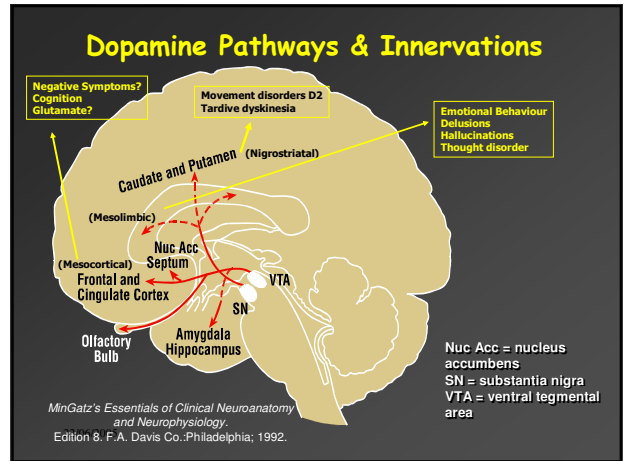 Dopamine Pathways & Innervations
Negative Symptoms?
Cognition
Glutamate?
Movement disorders D2
Tardive dyskinesia
Emotional Behaviour
Delusions
Hallucinations
Thought disorder
Caudate and Putamen
(Nigrostriatal)
(Mesolimbic)
Nuc Acc
Septum
(Mesocortical)
Frontal and
Cingulate Cortex
VTA
SN
Olfactory
Bulb
Amygdala
Hippocampus
Nuc Acc = nucleus
accumbens
SN = substantia nigra
VTA = ventral tegmental
area
MinGatz's Essentials of Clinical Neuroanatomy
and Neurophysiology.
Edition 8. F.A. Davis Co.:Philadelphia; 1992.